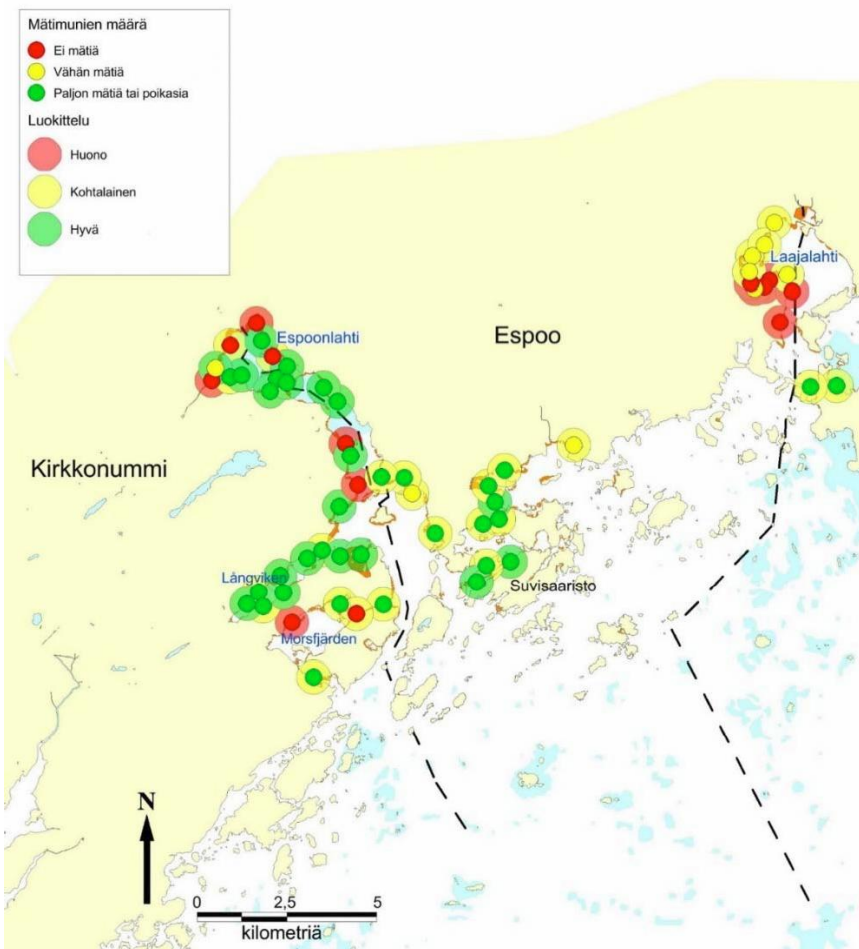 Mätimunien määrä
Ei mätiä
Vähän mätiä
Paljon mätiä tai poikasia
Luokittelu
Huono
Kohtalainen
Hyvä
Laajalahti
Espoonlahti
Espoo
Kirkkonummi
Långviken
Suvisaaristo
Morsfjärden
N
0 2,5 5
kilometriä